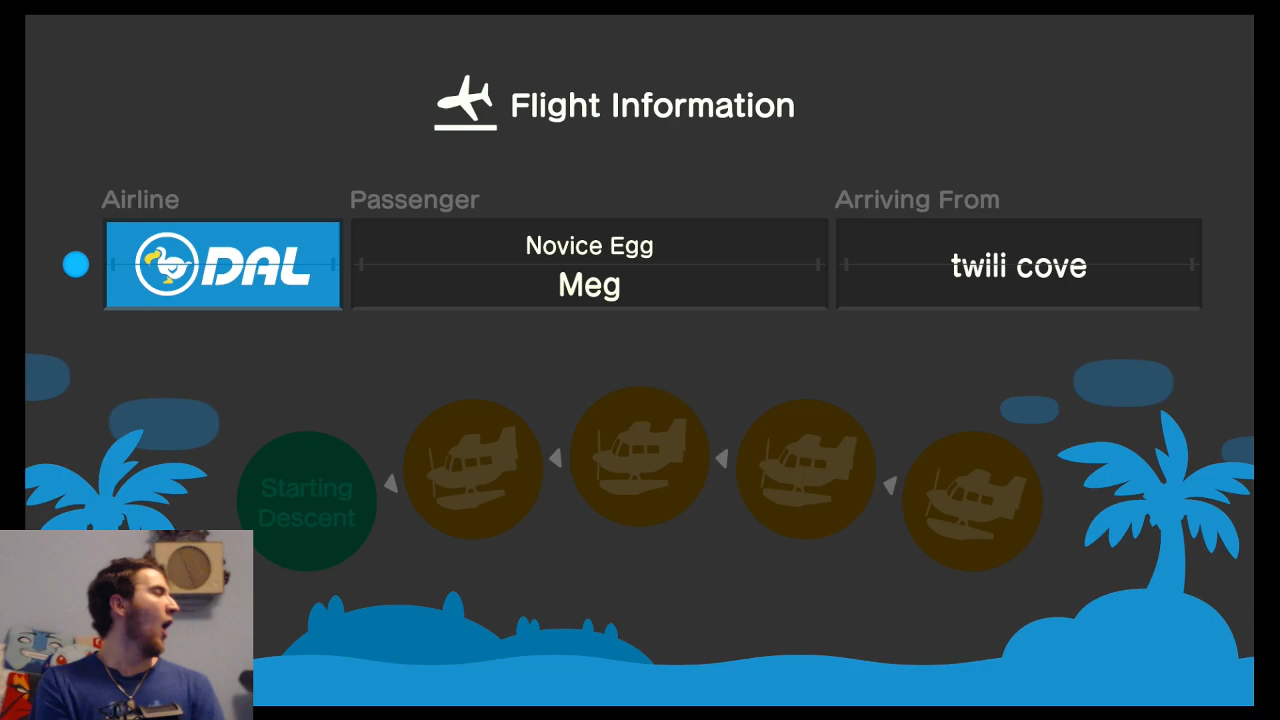 Flight Information
Airline
Passenger
Arriving From
DAL
Novice Egg
Meg
twili cove
Starting
Descent